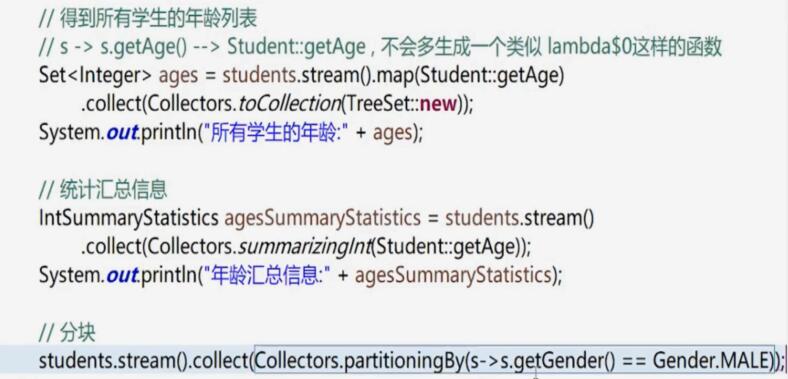 // 得到所有学生的年龄列表
// s -> s.getAge() --> Student::getAge , 不会多生成一个类似 lambda$0这样的函数
Set<Integer> ages = students.stream().map(Student::getAge)
.collect(Collectors.toCollection(TreeSet::new));
System.out.println("所有学生的年龄:" + ages);
// 统计汇总信息
IntSummaryStatistics agesSummaryStatistics = students.stream()
.collect(Collectors.summarizingInt(Student::getAge));
System.out.println("年龄汇总信息:" + agesSummaryStatistics);
// 分块
students.stream().collect(Collectors.partitioningBy(s->s.getGender() == Gender.MALE));